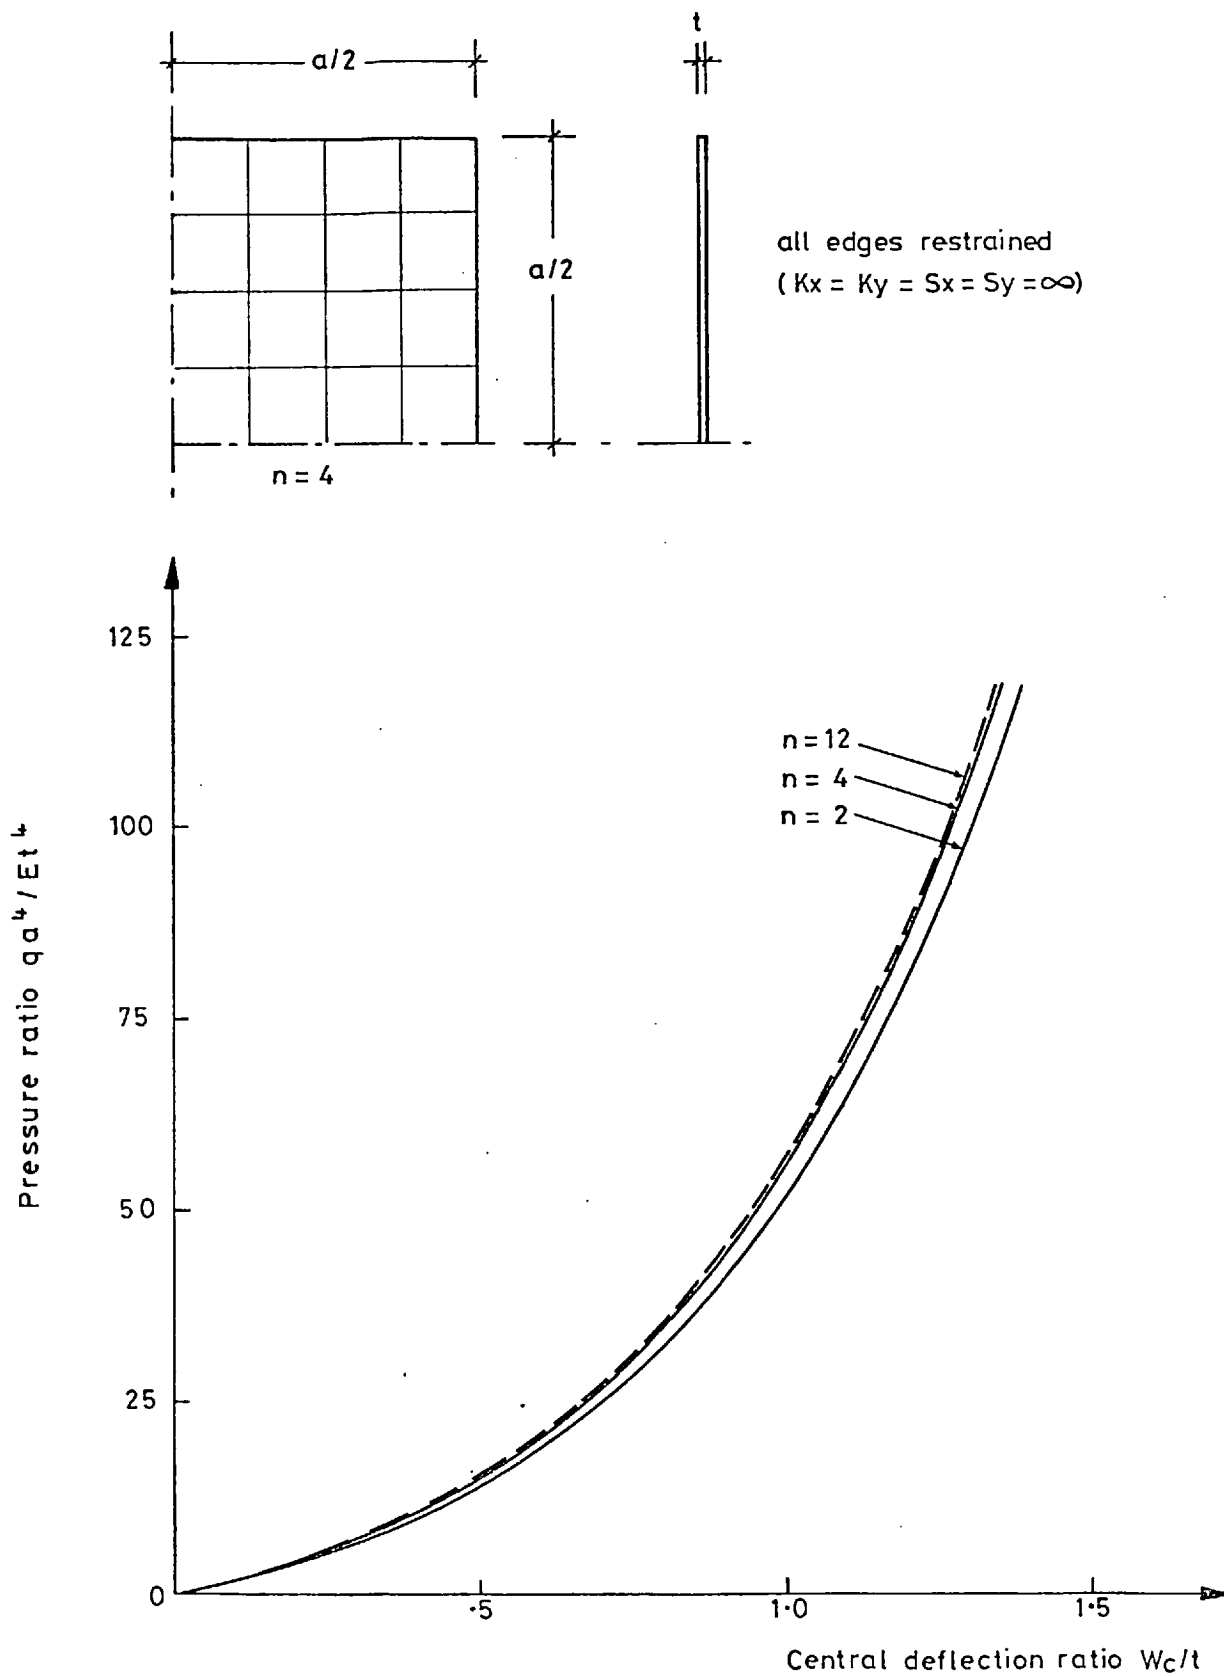 t
a/2
a/2
all edges restrained
(Kx = Ky = Sx = Sy = ∞)
n = 4
125
100
75
50
25
0
n = 12
n = 4
n = 2
Pressure ratio qa⁴/Et⁴
·5
1·0
1·5
Central deflection ratio Wc/t